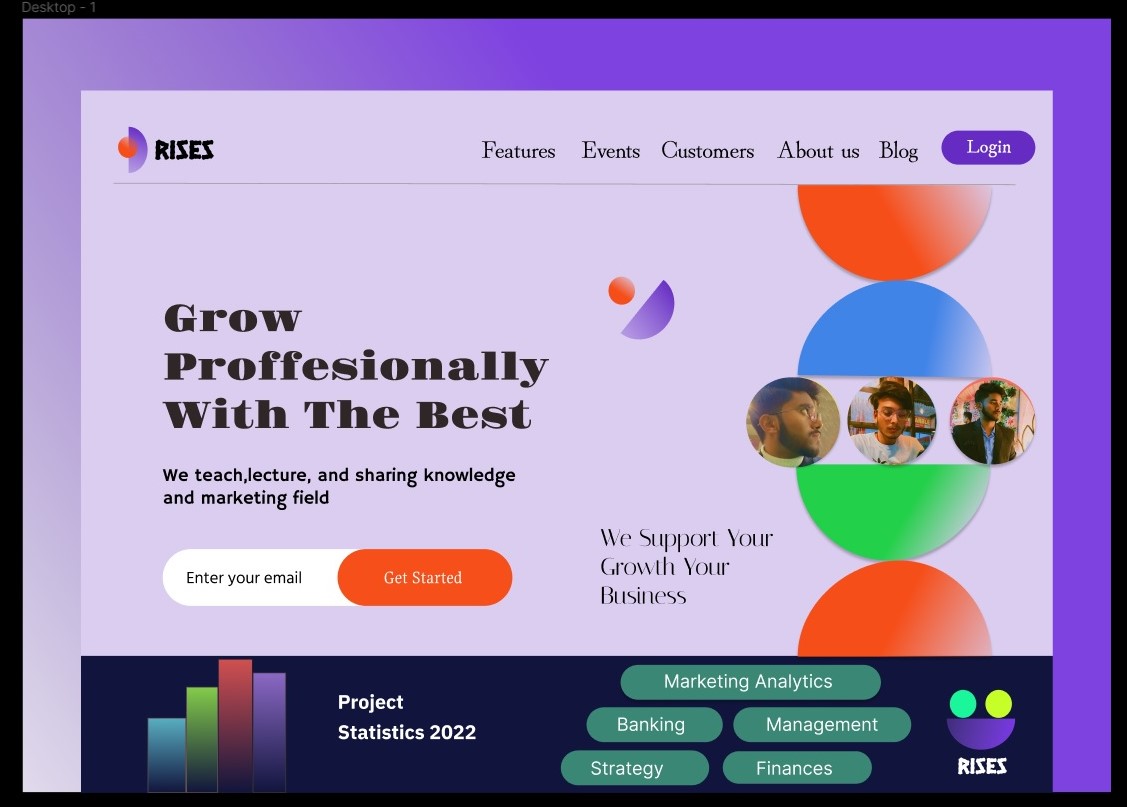 Desktop - 1
RISES
Features Events Customers About us Blog Login
Grow
Proffesionally
With The Best
We teach,lecture, and sharing knowledge
and marketing field
Enter your email Get Started
We Support Your
Growth Your
Business
Project
Statistics 2022
Marketing Analytics
Banking Management
Strategy Finances
RISES